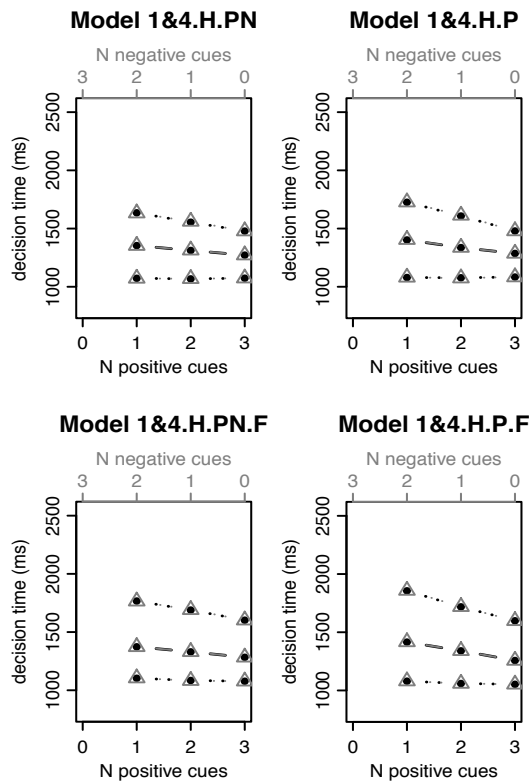 Model 1&4.H.PN
N negative cues
3 2 1 0
decision time (ms)
2500
2000
1500
1000
0 1 2 3
N positive cues
Model 1&4.H.P
N negative cues
3 2 1 0
decision time (ms)
2500
2000
1500
1000
0 1 2 3
N positive cues
Model 1&4.H.PN.F
N negative cues
3 2 1 0
decision time (ms)
2500
2000
1500
1000
0 1 2 3
N positive cues
Model 1&4.H.P.F
N negative cues
3 2 1 0
decision time (ms)
2500
2000
1500
1000
0 1 2 3
N positive cues